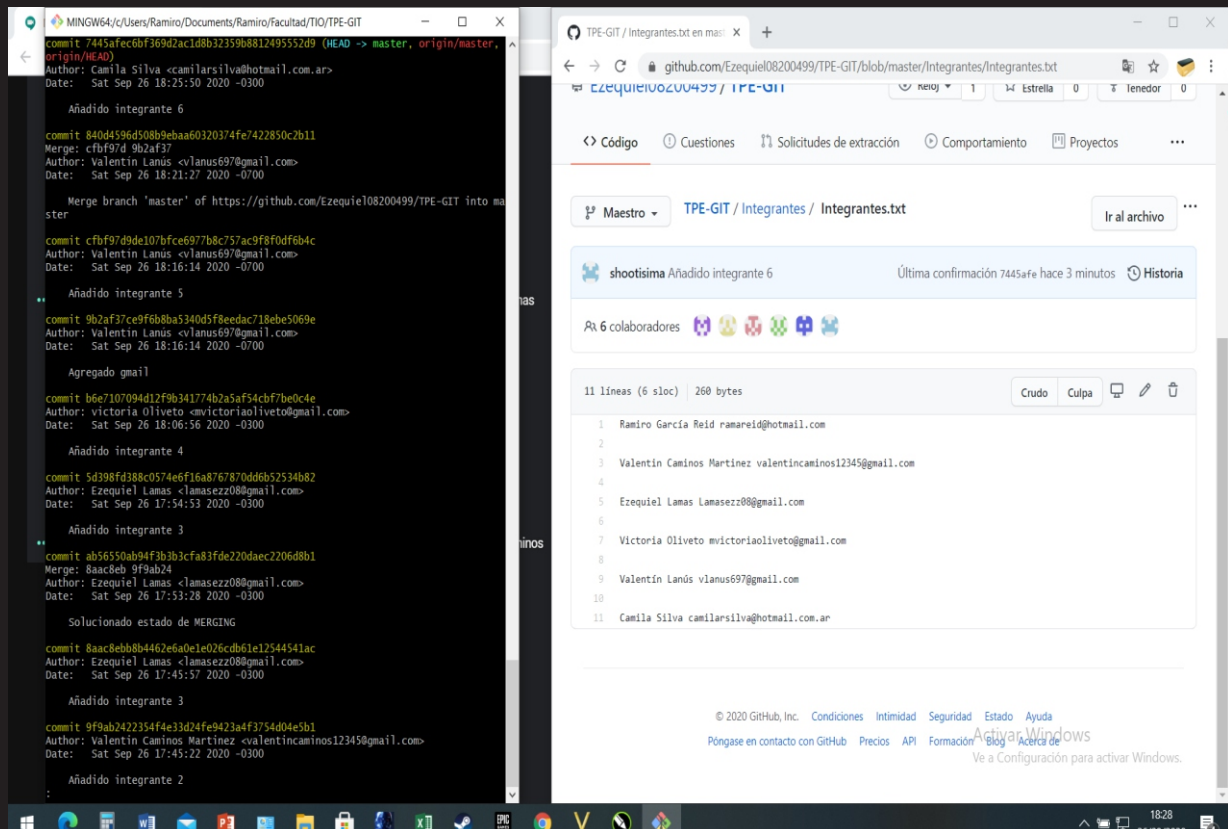 MINGW64:/c/Users/Ramiro/Documents/Ramiro/Facultad/TIO/TPE-GIT
commit 7445afec6bf369d2ac1d8b32359b8812495552d9 (HEAD -> master, origin/master,
origin/HEAD)
Author: Camila Silva <camilarsilva@hotmail.com.ar>
Date:   Sat Sep 26 18:25:50 2020 -0300
Añadido integrante 6
commit 840d4596d508b9ebaa60320374fe7422850c2b11
Merge: cfbf97d 9b2af37
Author: Valentin Lanús <vlanus697@gmail.com>
Date:   Sat Sep 26 18:21:27 2020 -0700
Merge branch 'master' of https://github.com/Ezequiel08200499/TPE-GIT into ma
ster
commit cfbf97d9de107bfce6977b8c757ac9f8f0df6b4c
Author: Valentin Lanús <vlanus697@gmail.com>
Date:   Sat Sep 26 18:16:14 2020 -0700
Añadido integrante 5
commit 9b2af37ce9f6b8ba5340d5f8eedac718ebe5069e
Author: Valentin Lanús <vlanus697@gmail.com>
Date:   Sat Sep 26 18:16:14 2020 -0700
Agregado gmail
commit b6e7107094d12f9b341774b2a5af54cbf7be0c4e
Author: victoria Oliveto <mvictoriaoliveto@gmail.com>
Date:   Sat Sep 26 18:06:56 2020 -0300
Añadido integrante 4
commit 5d398fd388c0574e6f16a8767870dd6b52534b82
Author: Ezequiel Lamas <lamasezz08@gmail.com>
Date:   Sat Sep 26 17:54:53 2020 -0300
Añadido integrante 3
commit ab56550ab94f3b3b3cfa83fde220daec2206d8b1
Merge: 8aac8eb 9f9ab24
Author: Ezequiel Lamas <lamasezz08@gmail.com>
Date:   Sat Sep 26 17:53:28 2020 -0300
Solucionado estado de MERGING
commit 8aac8ebb8b4462e6a0e1e026cdb61e12544541ac
Author: Ezequiel Lamas <lamasezz08@gmail.com>
Date:   Sat Sep 26 17:45:57 2020 -0300
Añadido integrante 3
commit 9f9ab2422354f4e33d24fe9423a4f3754d04e5b1
Author: Valentin Caminos Martinez <valentincaminos12345@gmail.com>
Date:   Sat Sep 26 17:45:22 2020 -0300
Añadido integrante 2
:
nas
inos
TPE-GIT / Integrantes.txt en mast
github.com/Ezequiel08200499/TPE-GIT/blob/master/Integrantes/Integrantes.txt
Ezequiel08200499 / TPE-GIT
Reloj 1 Estrella 0 Tenedor 0
Código Cuestiones Solicitudes de extracción Comportamiento Proyectos ...
Maestro TPE-GIT / Integrantes / Integrantes.txt Ir al archivo ...
shootisima Añadido integrante 6 Última confirmación 7445afe hace 3 minutos Historia
6 colaboradores
11 líneas (6 sloc) 260 bytes Crudo Culpa
1 Ramiro García Reid ramareid@hotmail.com
2
3 Valentin Caminos Martinez valentincaminos12345@gmail.com
4
5 Ezequiel Lamas Lamasezz08@gmail.com
6
7 Victoria Oliveto mvictoriaoliveto@gmail.com
8
9 Valentín Lanús vlanus697@gmail.com
10
11 Camila Silva camilarsilva@hotmail.com.ar
© 2020 GitHub, Inc. Condiciones Intimidad Seguridad Estado Ayuda
Póngase en contacto con GitHub Precios API Formación Blog Acerca de
Activar Windows
Ve a Configuración para activar Windows.
18:28